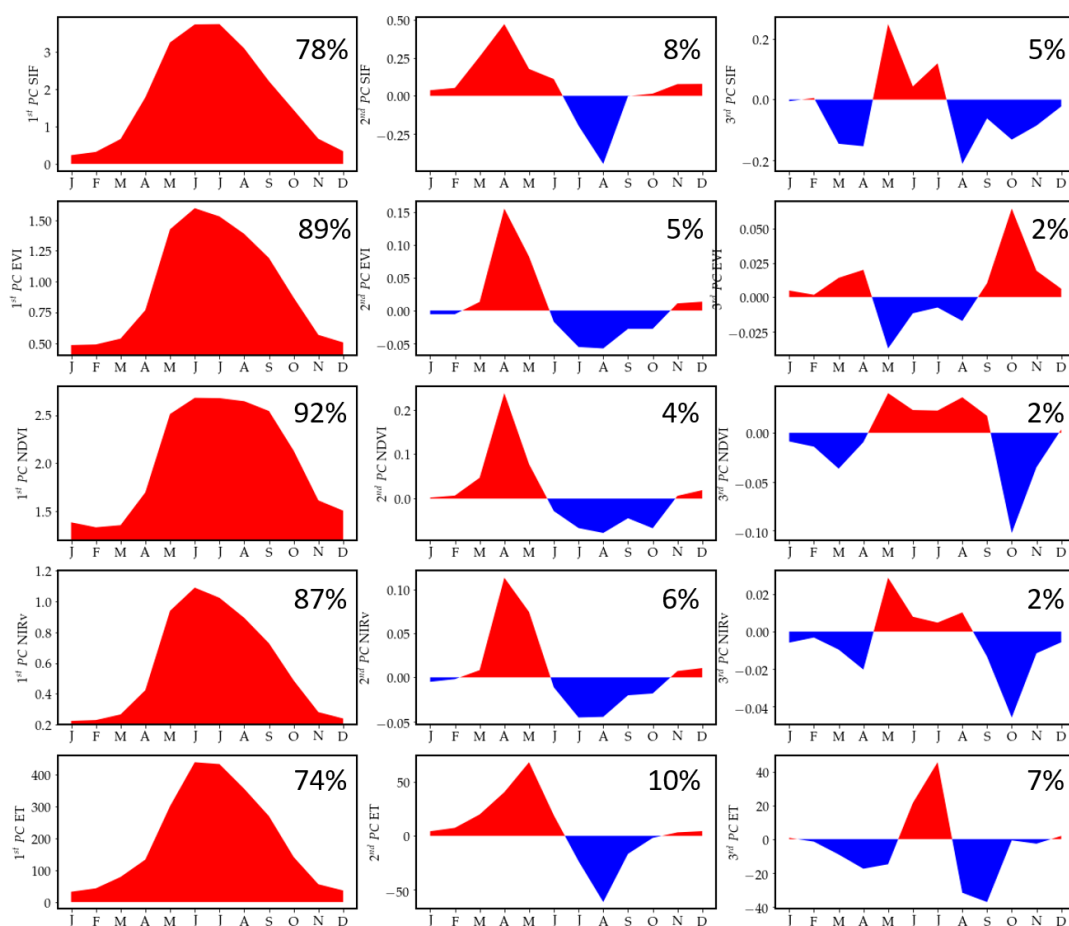 1st PC SIF
3
2
1
0
78%
J F M A M J J A S O N D
2nd PC SIF
0.50
0.25
0.00
−0.25
8%
J F M A M J J A S O N D
3rd PC SIF
0.2
0.0
−0.2
5%
J F M A M J J A S O N D
1st PC EVI
1.50
1.25
1.00
0.75
0.50
89%
J F M A M J J A S O N D
2nd PC EVI
0.15
0.10
0.05
0.00
−0.05
5%
J F M A M J J A S O N D
3rd PC EVI
0.050
0.025
0.000
−0.025
2%
J F M A M J J A S O N D
1st PC NDVI
2.5
2.0
1.5
92%
J F M A M J J A S O N D
2nd PC NDVI
0.2
0.1
0.0
4%
J F M A M J J A S O N D
3rd PC NDVI
0.00
−0.05
−0.10
2%
J F M A M J J A S O N D
1st PC NIRv
1.2
1.0
0.8
0.6
0.4
0.2
87%
J F M A M J J A S O N D
2nd PC NIRv
0.10
0.05
0.00
−0.05
6%
J F M A M J J A S O N D
3rd PC NIRv
0.02
0.00
−0.02
−0.04
2%
J F M A M J J A S O N D
1st PC ET
400
300
200
100
0
74%
J F M A M J J A S O N D
2nd PC ET
50
0
−50
10%
J F M A M J J A S O N D
3rd PC ET
40
20
0
−20
−40
7%
J F M A M J J A S O N D